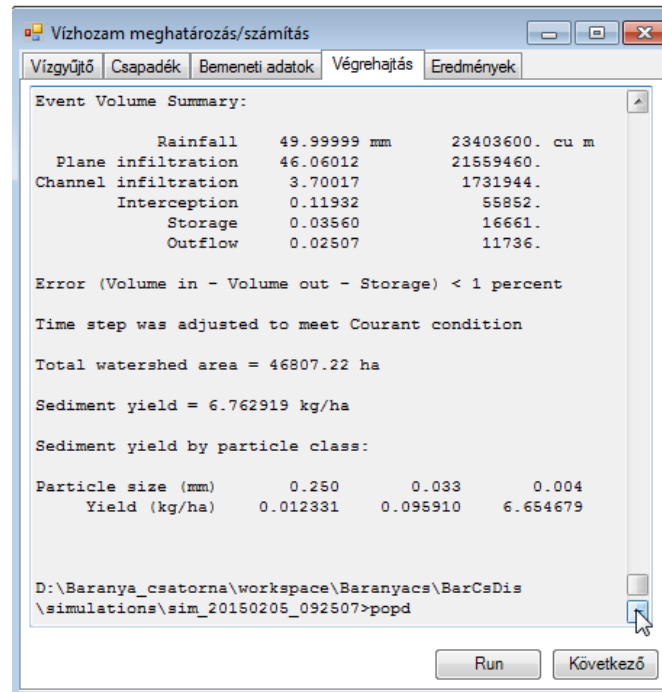 Vízhozam meghatározás/számítás
Vízgyűjtő Csapadék Bemeneti adatok Végrehajtás Eredmények
Event Volume Summary:
Rainfall 49.99999 mm 23403600. cu m
Plane infiltration 46.06012 21559460.
Channel infiltration 3.70017 1731944.
Interception 0.11932 55852.
Storage 0.03560 16661.
Outflow 0.02507 11736.
Error (Volume in - Volume out - Storage) < 1 percent
Time step was adjusted to meet Courant condition
Total watershed area = 46807.22 ha
Sediment yield = 6.762919 kg/ha
Sediment yield by particle class:
Particle size (mm) 0.250 0.033 0.004
Yield (kg/ha) 0.012331 0.095910 6.654679
D:\Baranya_csatorna\workspace\Baranyacs\BarCsDis
\simulations\sim_20150205_092507>popd
Run Következő